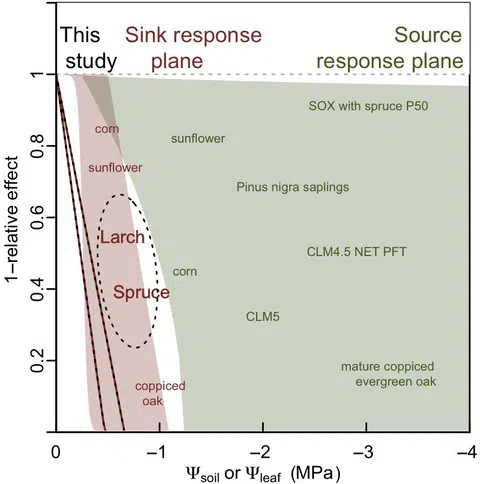 This study
Sink response plane
Source response plane
1
0.8
0.6
0.4
0.2
1−relative effect
SOX with spruce P50
corn
sunflower
sunflower
Pinus nigra saplings
Larch
CLM4.5 NET PFT
corn
Spruce
CLM5
mature coppiced
evergreen oak
coppiced
oak
0
−1
−2
−3
−4
Ψsoil or Ψleaf (MPa)